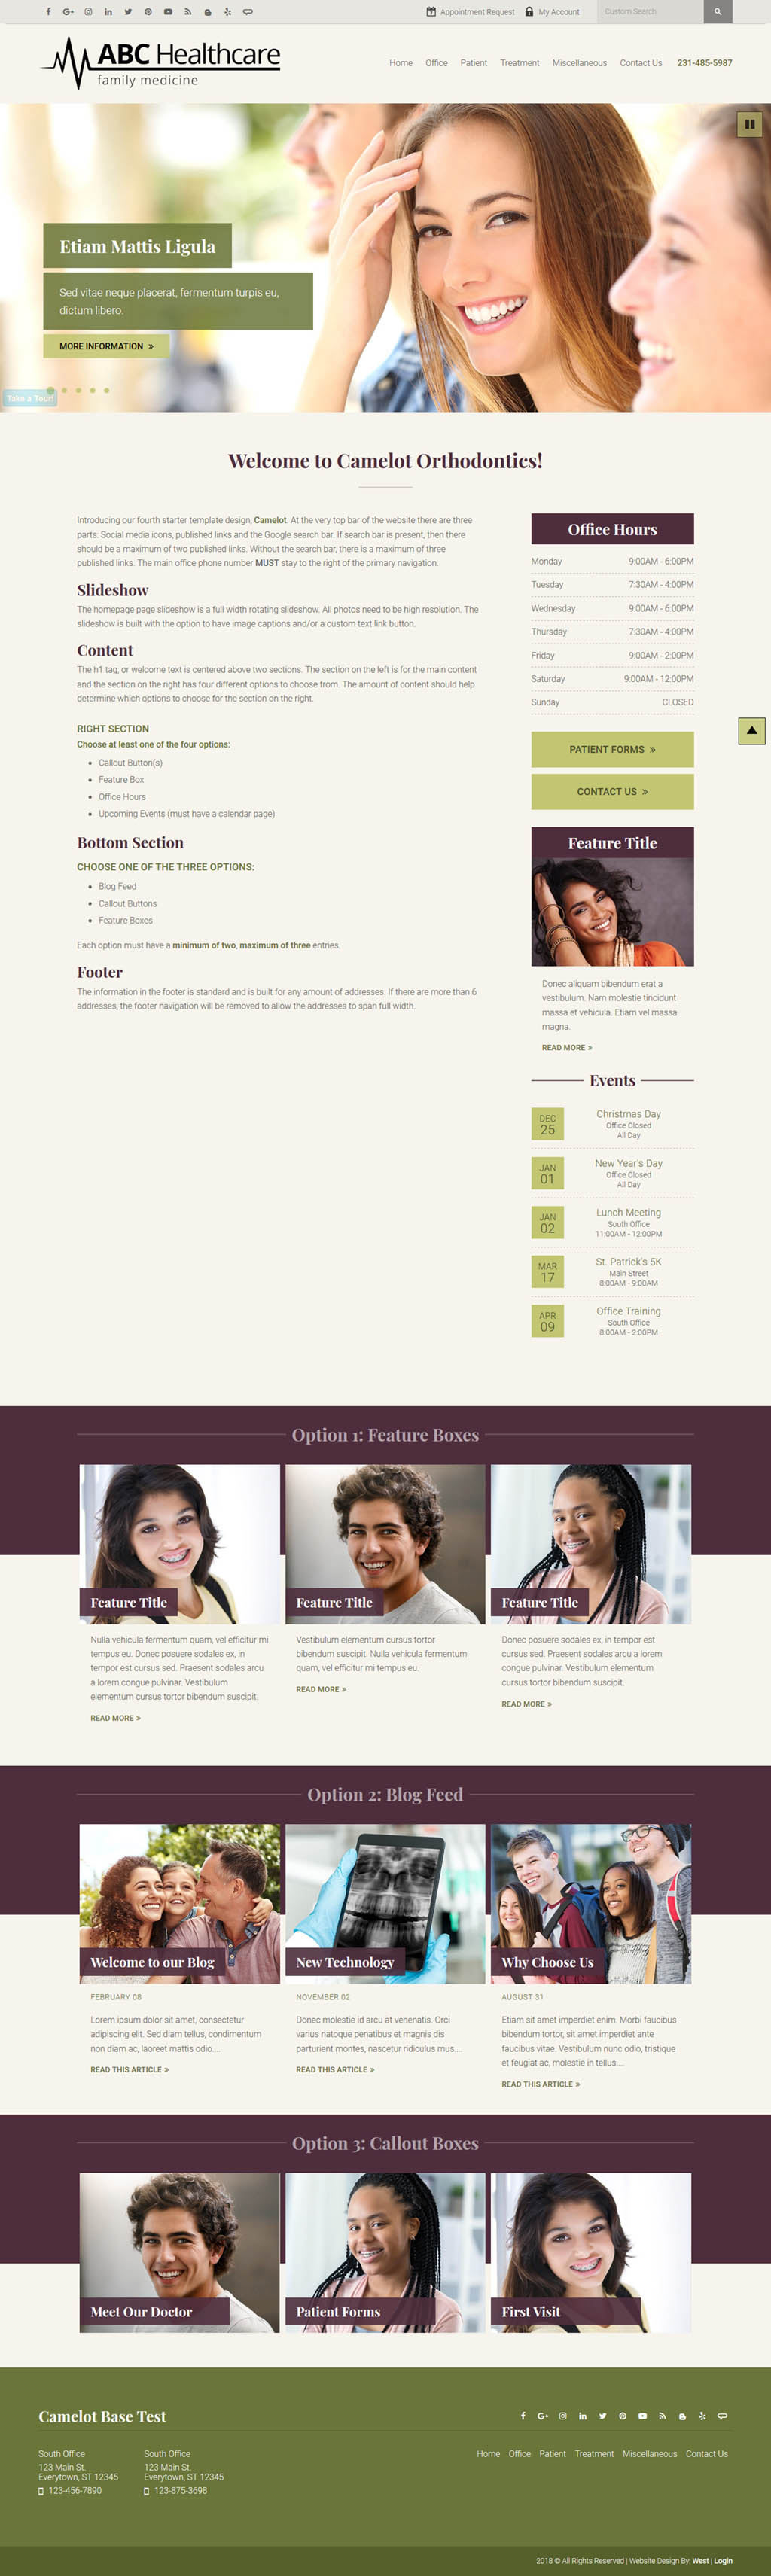 Appointment Request
My Account
Custom Search
ABC Healthcare
family medicine
Home Office Patient Treatment Miscellaneous Contact Us 231-485-5987
Etiam Mattis Ligula
Sed vitae neque placerat, fermentum turpis eu,
dictum libero.
MORE INFORMATION »
Take a Tour!
Welcome to Camelot Orthodontics!
Introducing our fourth starter template design, Camelot. At the very top bar of the website there are three
parts: Social media icons, published links and the Google search bar. If search bar is present, then there
should be a maximum of two published links. Without the search bar, there is a maximum of three
published links. The main office phone number MUST stay to the right of the primary navigation.
Slideshow
The homepage page slideshow is a full width rotating slideshow. All photos need to be high resolution. The
slideshow is built with the option to have image captions and/or a custom text link button.
Content
The h1 tag, or welcome text is centered above two sections. The section on the left is for the main content
and the section on the right has four different options to choose from. The amount of content should help
determine which options to choose for the section on the right.
RIGHT SECTION
Choose at least one of the four options:
• Callout Button(s)
• Feature Box
• Office Hours
• Upcoming Events (must have a calendar page)
Bottom Section
CHOOSE ONE OF THE THREE OPTIONS:
• Blog Feed
• Callout Buttons
• Feature Boxes
Each option must have a minimum of two, maximum of three entries.
Footer
The information in the footer is standard and is built for any amount of addresses. If there are more than 6
addresses, the footer navigation will be removed to allow the addresses to span full width.
Office Hours
Monday 9:00AM - 6:00PM
Tuesday 7:30AM - 4:00PM
Wednesday 9:00AM - 6:00PM
Thursday 7:30AM - 4:00PM
Friday 9:00AM - 2:00PM
Saturday 9:00AM - 12:00PM
Sunday CLOSED
PATIENT FORMS »
CONTACT US »
Feature Title
Donec aliquam bibendum erat a
vestibulum. Nam molestie tincidunt
massa et vehicula. Etiam vel massa
magna.
READ MORE »
Events
DEC
25
Christmas Day
Office Closed
All Day
JAN
01
New Year's Day
Office Closed
All Day
JAN
02
Lunch Meeting
South Office
11:00AM - 12:00PM
MAR
17
St. Patrick's 5K
Main Street
8:00AM - 9:00AM
APR
09
Office Training
South Office
8:00AM - 2:00PM
Option 1: Feature Boxes
Feature Title
Nulla vehicula fermentum quam, vel efficitur mi
tempus eu. Donec posuere sodales ex, in
tempor est cursus sed. Praesent sodales arcu
a lorem congue pulvinar. Vestibulum
elementum cursus tortor bibendum suscipit.
READ MORE »
Feature Title
Vestibulum elementum cursus tortor
bibendum suscipit. Nulla vehicula fermentum
quam, vel efficitur mi tempus eu.
READ MORE »
Feature Title
Donec posuere sodales ex, in tempor est
cursus sed. Praesent sodales arcu a lorem
congue pulvinar. Vestibulum elementum
cursus tortor bibendum suscipit.
READ MORE »
Option 2: Blog Feed
Welcome to our Blog
FEBRUARY 08
Lorem ipsum dolor sit amet, consectetur
adipiscing elit. Sed diam tellus, condimentum
non diam ac, laoreet mattis odio....
READ THIS ARTICLE »
New Technology
NOVEMBER 02
Donec molestie id arcu at venenatis. Orci
varius natoque penatibus et magnis dis
parturient montes, nascetur ridiculus mus....
READ THIS ARTICLE »
Why Choose Us
AUGUST 31
Etiam sit amet imperdiet enim. Morbi faucibus
bibendum tortor, sit amet imperdiet ante
faucibus vitae. Vestibulum nunc odio, tristique
et feugiat ac, molestie in tellus....
READ THIS ARTICLE »
Option 3: Callout Boxes
Meet Our Doctor
Patient Forms
First Visit
Camelot Base Test
South Office
123 Main St.
Everytown, ST 12345
123-456-7890
South Office
123 Main St.
Everytown, ST 12345
123-875-3698
Home Office Patient Treatment Miscellaneous Contact Us
2018 © All Rights Reserved | Website Design By: West | Login